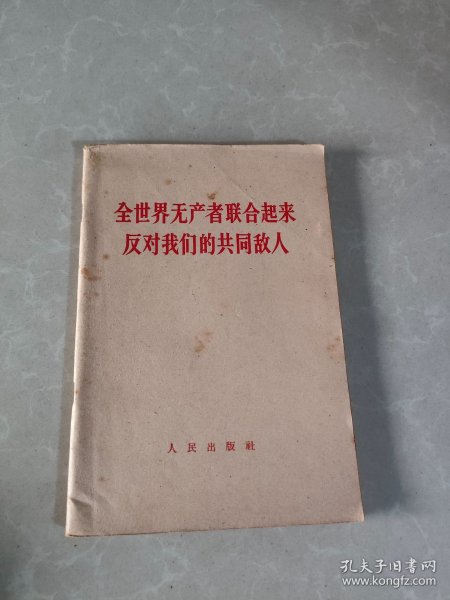 全世界无产者联合起来
反对我们的共同敌人
人民出版社
孔夫子旧书网
www.kongfz.com